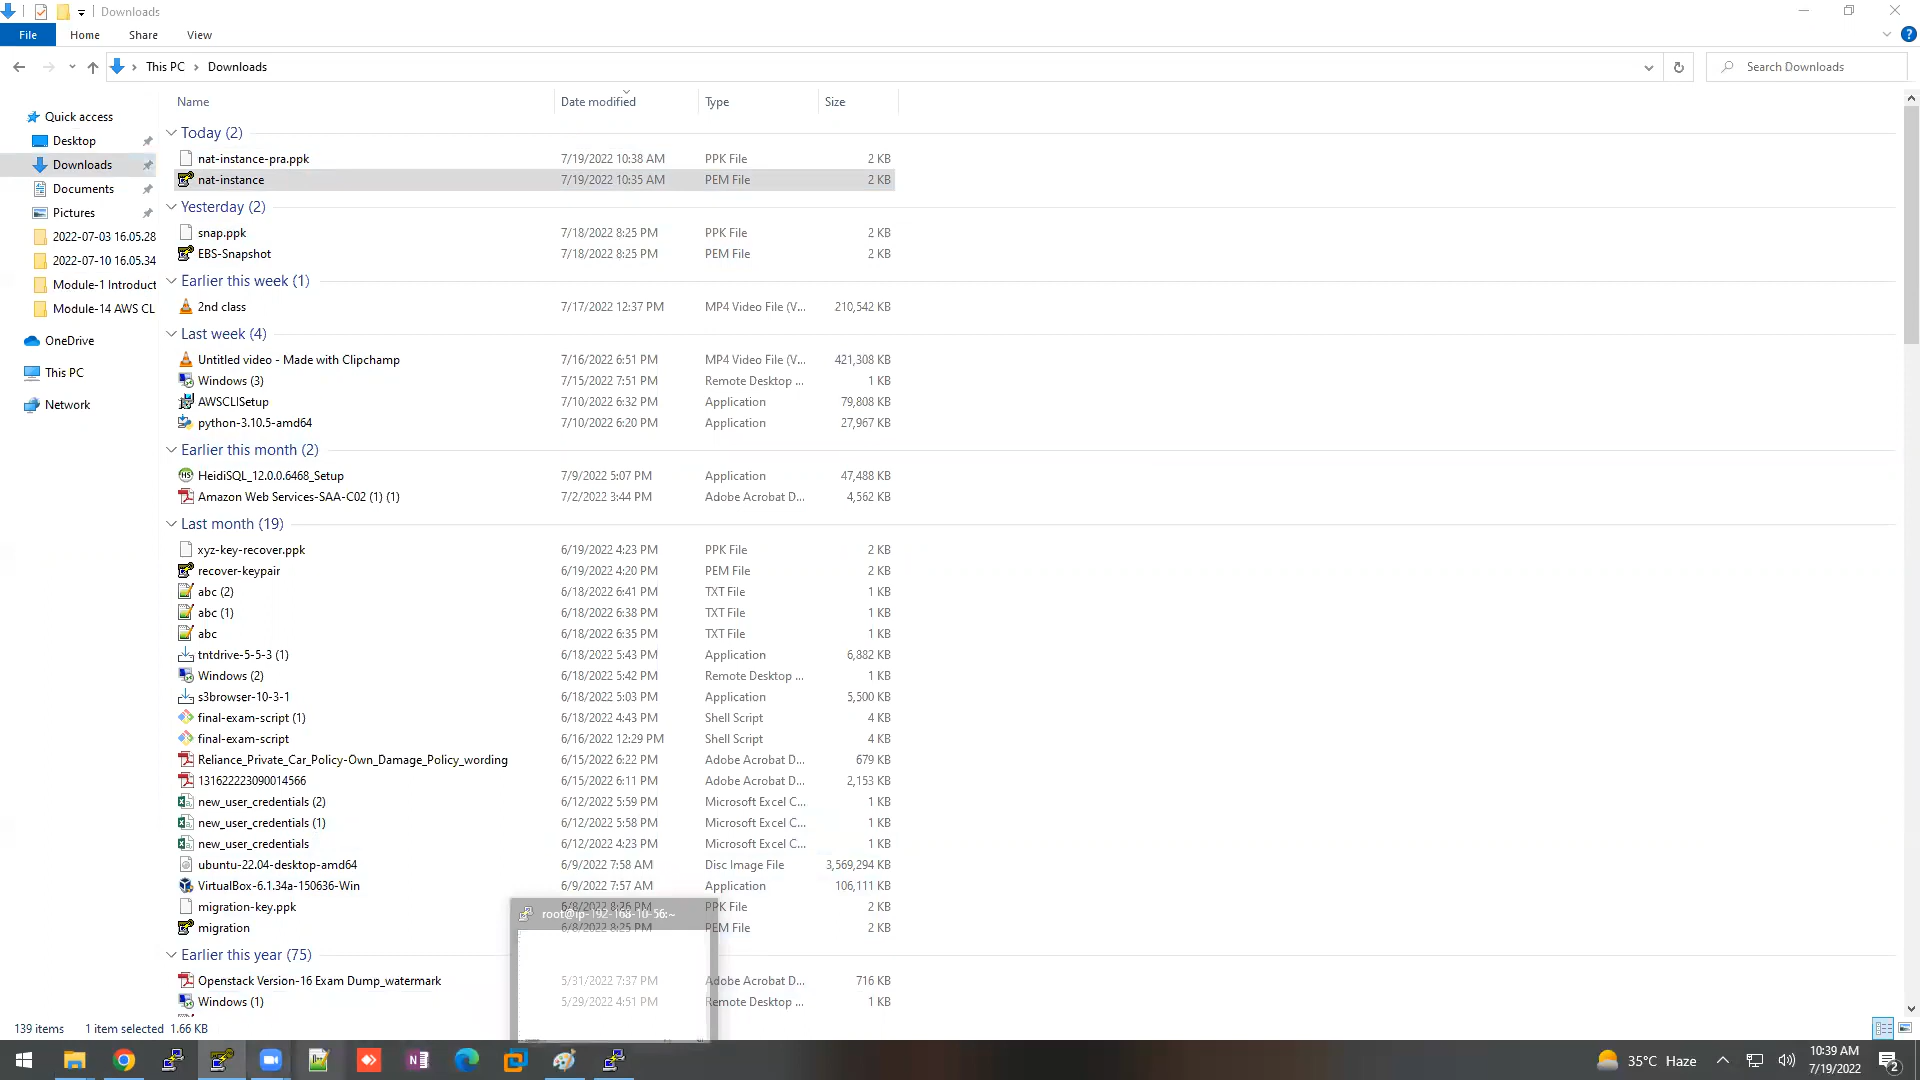 Downloads
File Home Share View
This PC Downloads
Search Downloads
Name Date modified Type Size
Quick access
Desktop
Downloads
Documents
Pictures
2022-07-03 16.05.28
2022-07-10 16.05.34
Module-1 Introduct
Module-14 AWS CL
OneDrive
This PC
Network
Today (2)
nat-instance-pra.ppk 7/19/2022 10:38 AM PPK File 2 KB
nat-instance 7/19/2022 10:35 AM PEM File 2 KB
Yesterday (2)
snap.ppk 7/18/2022 8:25 PM PPK File 2 KB
EBS-Snapshot 7/18/2022 8:25 PM PEM File 2 KB
Earlier this week (1)
2nd class 7/17/2022 12:37 PM MP4 Video File (V... 210,542 KB
Last week (4)
Untitled video - Made with Clipchamp 7/16/2022 6:51 PM MP4 Video File (V... 421,308 KB
Windows (3) 7/15/2022 7:51 PM Remote Desktop ... 1 KB
AWSCLISetup 7/10/2022 6:32 PM Application 79,808 KB
python-3.10.5-amd64 7/10/2022 6:20 PM Application 27,967 KB
Earlier this month (2)
HeidiSQL_12.0.0.6468_Setup 7/9/2022 5:07 PM Application 47,488 KB
Amazon Web Services-SAA-C02 (1) (1) 7/2/2022 3:44 PM Adobe Acrobat D... 4,562 KB
Last month (19)
xyz-key-recover.ppk 6/19/2022 4:23 PM PPK File 2 KB
recover-keypair 6/19/2022 4:20 PM PEM File 2 KB
abc (2) 6/18/2022 6:41 PM TXT File 1 KB
abc (1) 6/18/2022 6:38 PM TXT File 1 KB
abc 6/18/2022 6:35 PM TXT File 1 KB
tntdrive-5-5-3 (1) 6/18/2022 5:43 PM Application 6,882 KB
Windows (2) 6/18/2022 5:42 PM Remote Desktop ... 1 KB
s3browser-10-3-1 6/18/2022 5:03 PM Application 5,500 KB
final-exam-script (1) 6/18/2022 4:43 PM Shell Script 4 KB
final-exam-script 6/16/2022 12:29 PM Shell Script 4 KB
Reliance_Private_Car_Policy-Own_Damage_Policy_wording 6/15/2022 6:22 PM Adobe Acrobat D... 679 KB
131622223090014566 6/15/2022 6:11 PM Adobe Acrobat D... 2,153 KB
new_user_credentials (2) 6/12/2022 5:59 PM Microsoft Excel C... 1 KB
new_user_credentials (1) 6/12/2022 5:58 PM Microsoft Excel C... 1 KB
new_user_credentials 6/12/2022 4:23 PM Microsoft Excel C... 1 KB
ubuntu-22.04-desktop-amd64 6/9/2022 7:58 AM Disc Image File 3,569,294 KB
VirtualBox-6.1.34a-150636-Win 6/9/2022 7:57 AM Application 106,111 KB
migration-key.ppk 6/8/2022 8:26 PM PPK File 2 KB
root@ip-192-168-10-56:~
migration 6/8/2022 8:25 PM PEM File 2 KB
Earlier this year (75)
Openstack Version-16 Exam Dump_watermark 5/31/2022 7:37 PM Adobe Acrobat D... 716 KB
Windows (1) 5/29/2022 4:51 PM Remote Desktop ... 1 KB
139 items 1 item selected 1.66 KB
35°C Haze
10:39 AM
7/19/2022
2